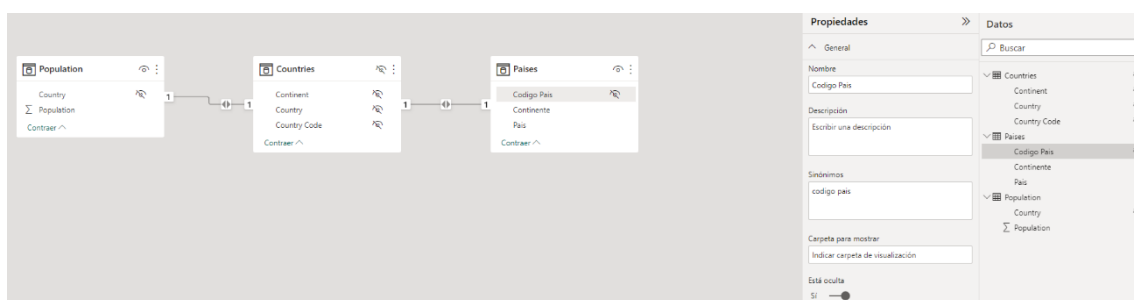 Population
Country
Population
Contraer
1
1
Countries
Continent
Country
Country Code
Contraer
1
1
Paises
Codigo Pais
Continente
Pais
Contraer
Propiedades
General
Nombre
Codigo Pais
Descripción
Escribir una descripción
Sinónimos
codigo pais
Carpeta para mostrar
Indicar carpeta de visualización
Está oculta
Sí
Datos
Buscar
Countries
Continent
Country
Country Code
Paises
Codigo Pais
Continente
Pais
Population
Country
Population